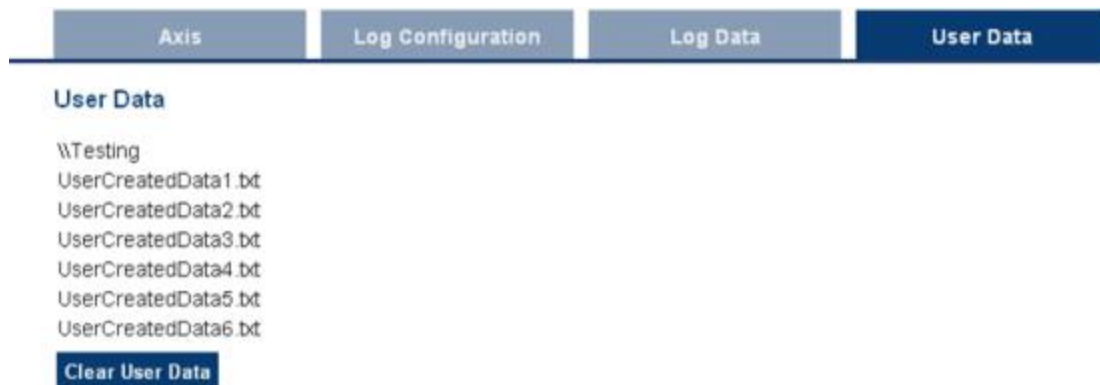 Axis Log Configuration Log Data User Data
User Data
\\Testing
UserCreatedData1.txt
UserCreatedData2.txt
UserCreatedData3.txt
UserCreatedData4.txt
UserCreatedData5.txt
UserCreatedData6.txt
Clear User Data